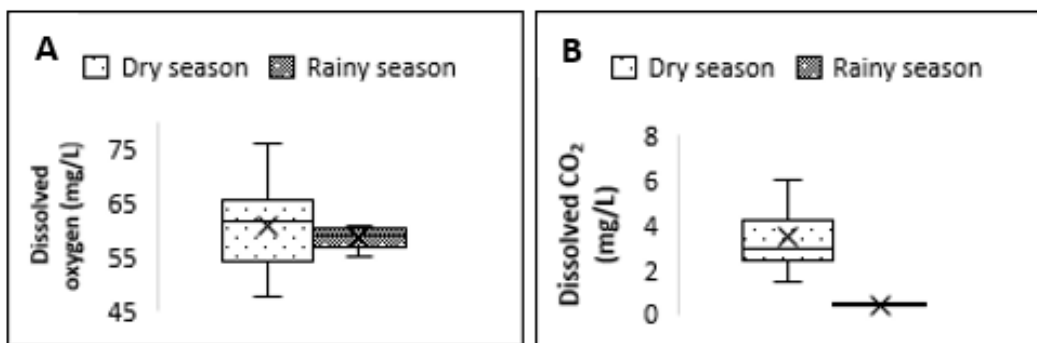 A
Dry season Rainy season
Dissolved
oxygen (mg/L)
75
65
55
45
B
Dry season Rainy season
Dissolved CO₂
(mg/L)
8
6
4
2
0